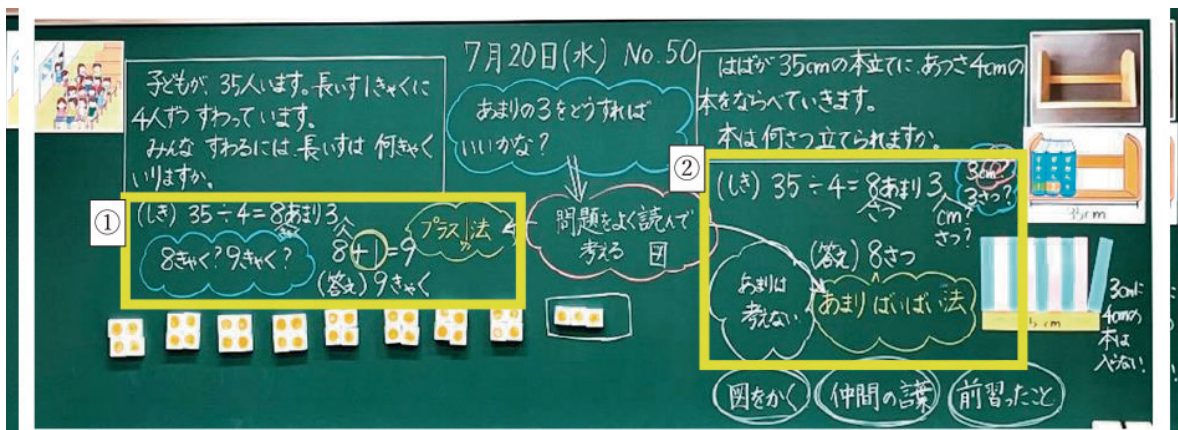 7月20日(水) No.50
子どもが、35人います。長いす1きゃくに
4人ずつ すわっています。
みんな すわるには、長いすは 何きゃく
いりますか。
①
(しき) 35÷4=8あまり3
きゃく
人
8きゃく?9きゃく?
8+1=9
(答え) 9きゃく
プラス1法
あまりの3をどうすれば
いいかな?
問題をよく読んで
考える 図
はばが 35cmの本立てに、あつさ4cmの
本をならべていきます。
本は 何さつ 立てられますか。
②
(しき) 35÷4=8あまり3
さつ
cm?
さつ?
3cm?
3さつ?
(答え) 8さつ
あまりは
考えない
あまりばいばい法
35cm
3cmに
4cmの
本は
入らない
図をかく
仲間の言葉
前習ったこと